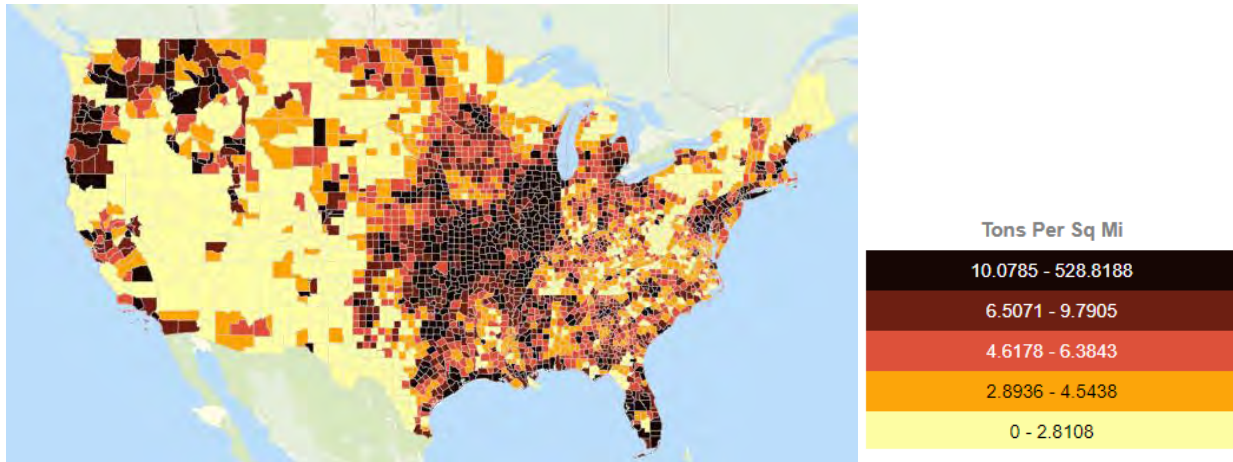 Tons Per Sq Mi
10.0785 - 528.8188
6.5071 - 9.7905
4.6178 - 6.3843
2.8936 - 4.5438
0 - 2.8108